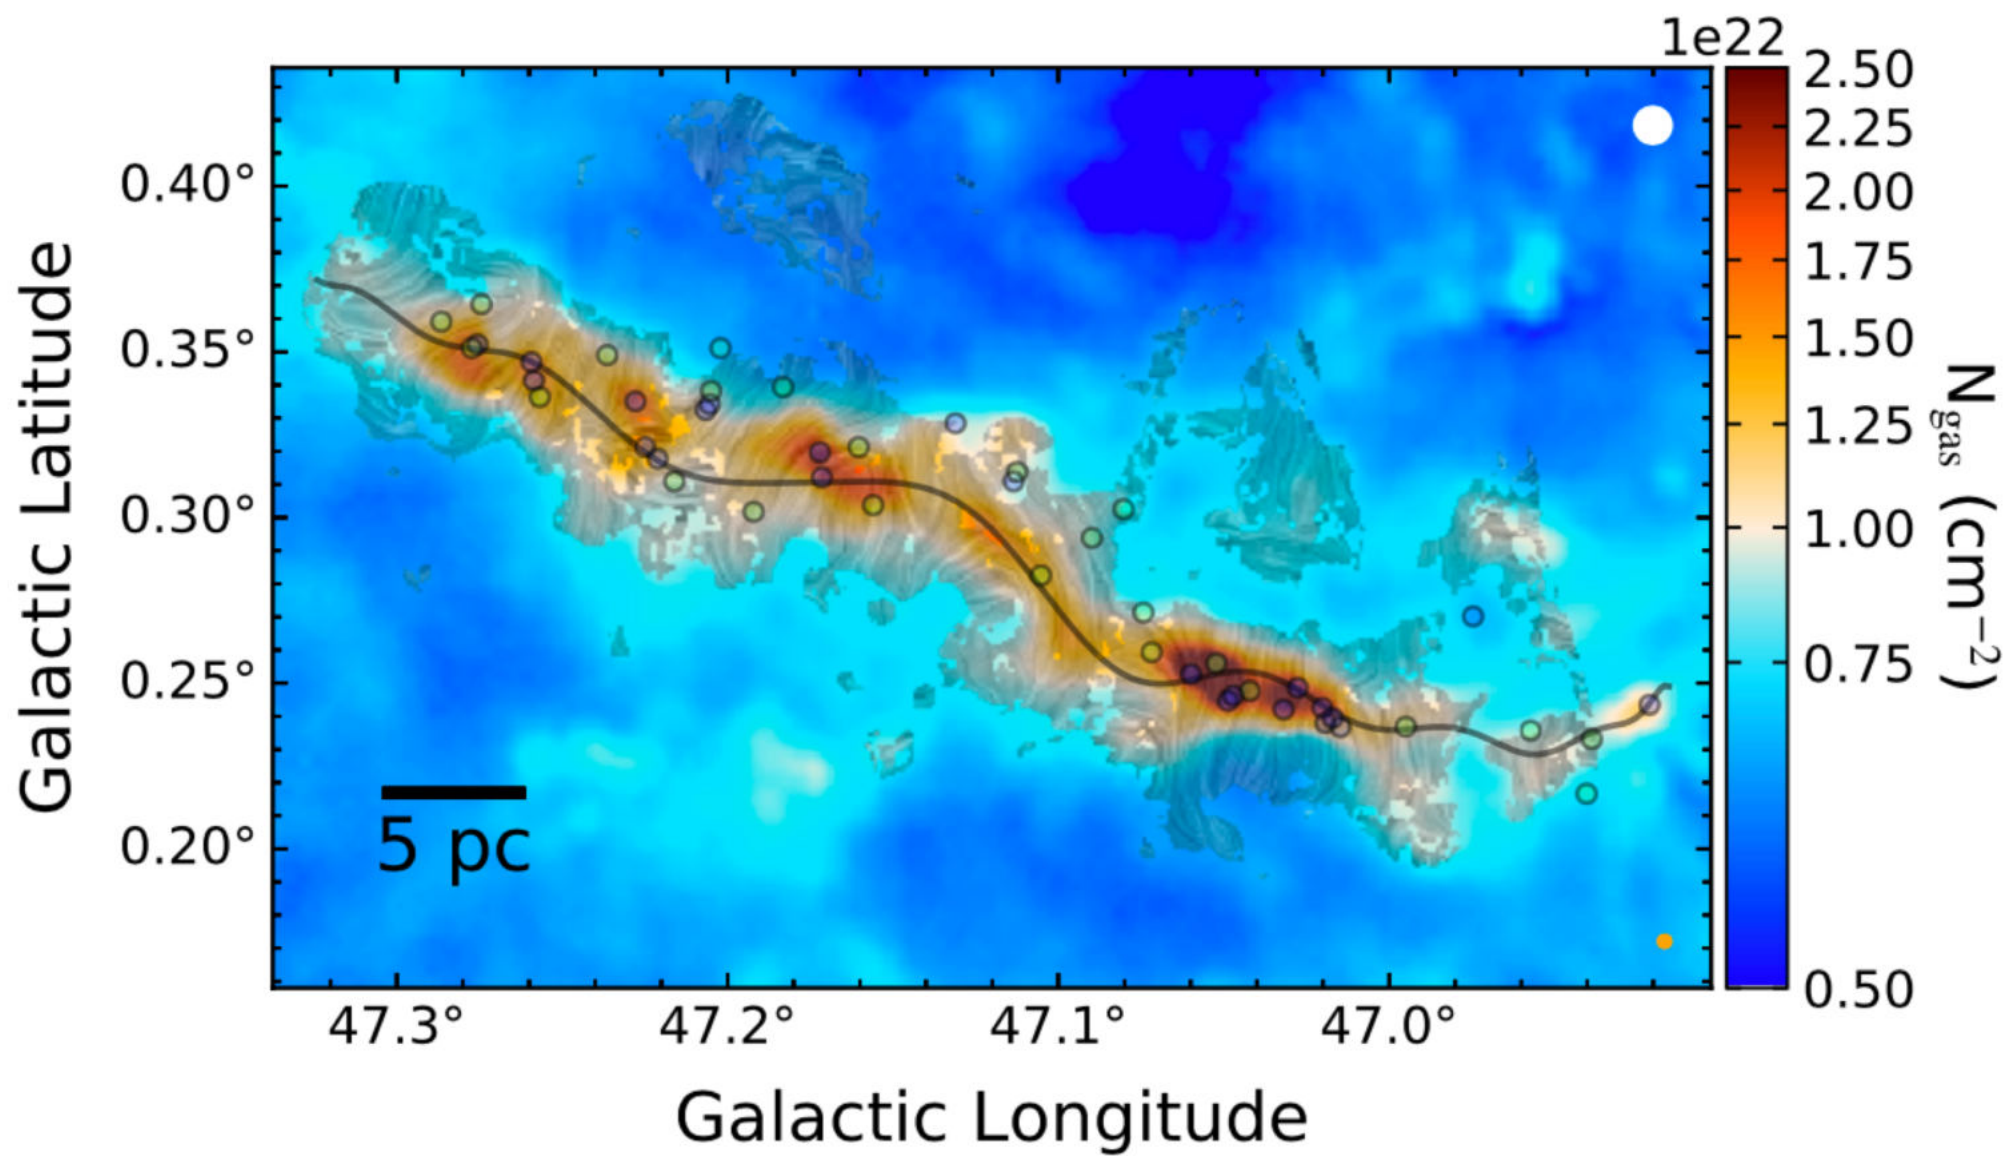 1e22
2.50
2.25
2.00
1.75
1.50
1.25
1.00
0.75
0.50
N_gas (cm⁻²)
0.40°
0.35°
0.30°
0.25°
0.20°
Galactic Latitude
5 pc
47.3° 47.2° 47.1° 47.0°
Galactic Longitude